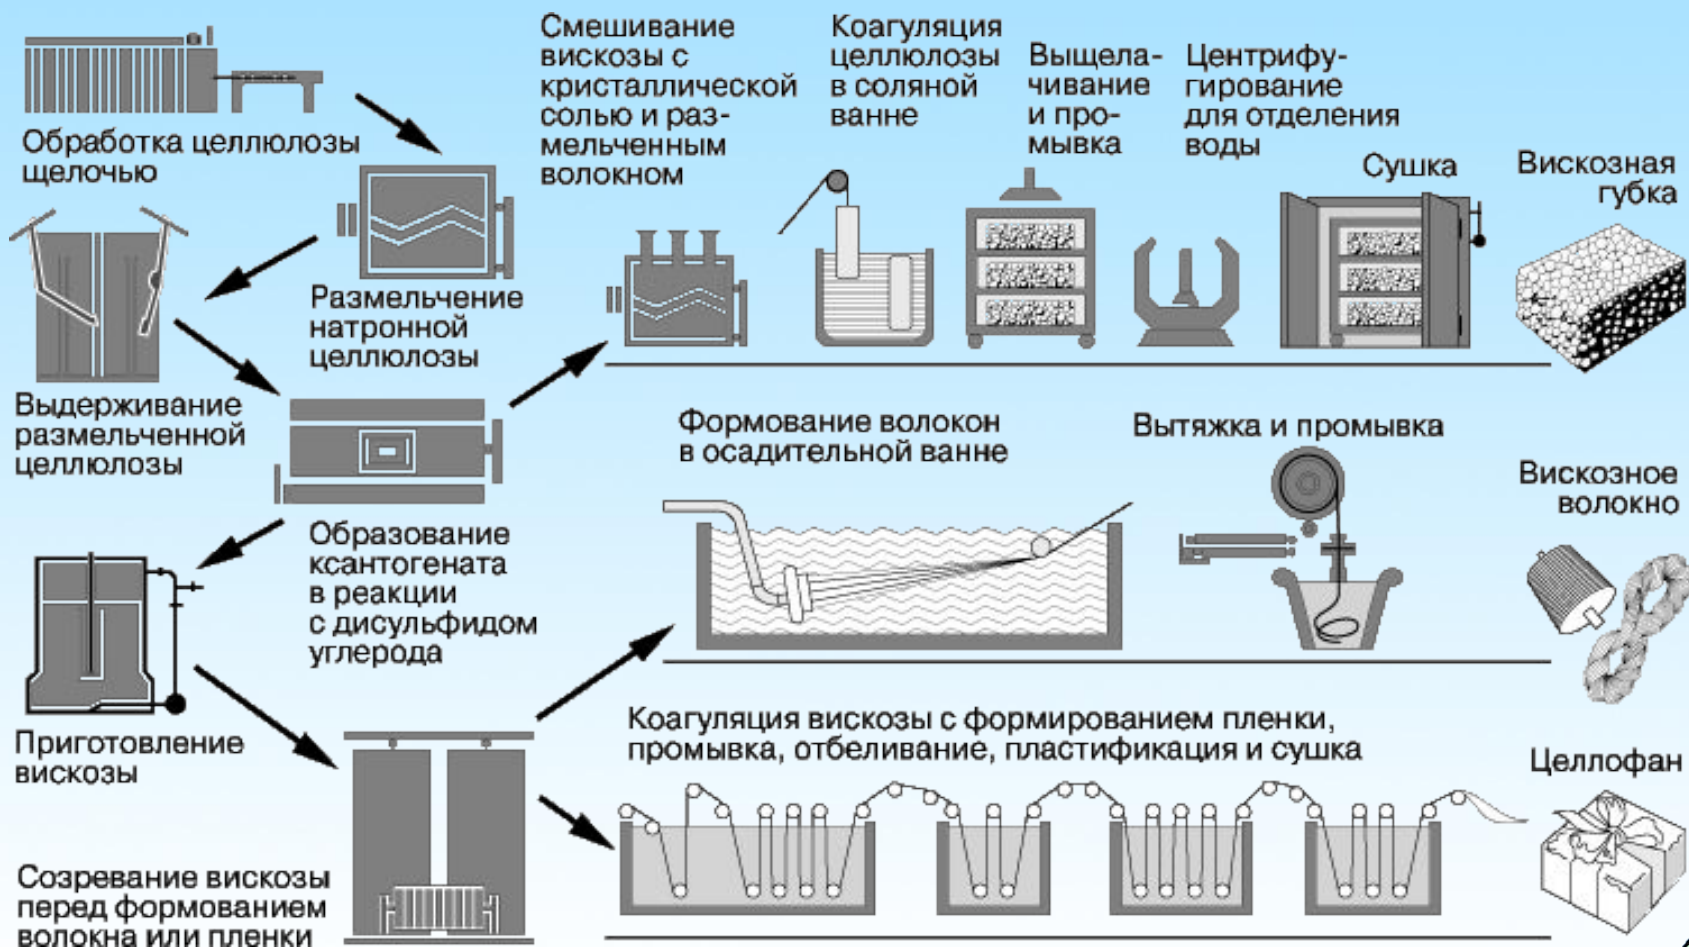 Обработка целлюлозы
щелочью
Размельчение
натронной
целлюлозы
Выдерживание
размельченной
целлюлозы
Образование
ксантогената
в реакции
с дисульфидом
углерода
Приготовление
вискозы
Созревание вискозы
перед формованием
волокна или пленки
Смешивание
вискозы с
кристаллической
солью и раз-
мельченным
волокном
Коагуляция
целлюлозы
в соляной
ванне
Выщела-
чивание
и про-
мывка
Центрифу-
гирование
для отделения
воды
Сушка
Вискозная
губка
Формование волокон
в осадительной ванне
Вытяжка и промывка
Вискозное
волокно
Коагуляция вискозы с формированием пленки,
промывка, отбеливание, пластификация и сушка
Целлофан